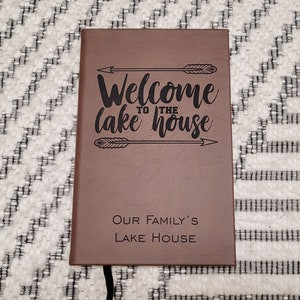 Welcome
TO THE
lake house
Our Family's
Lake House